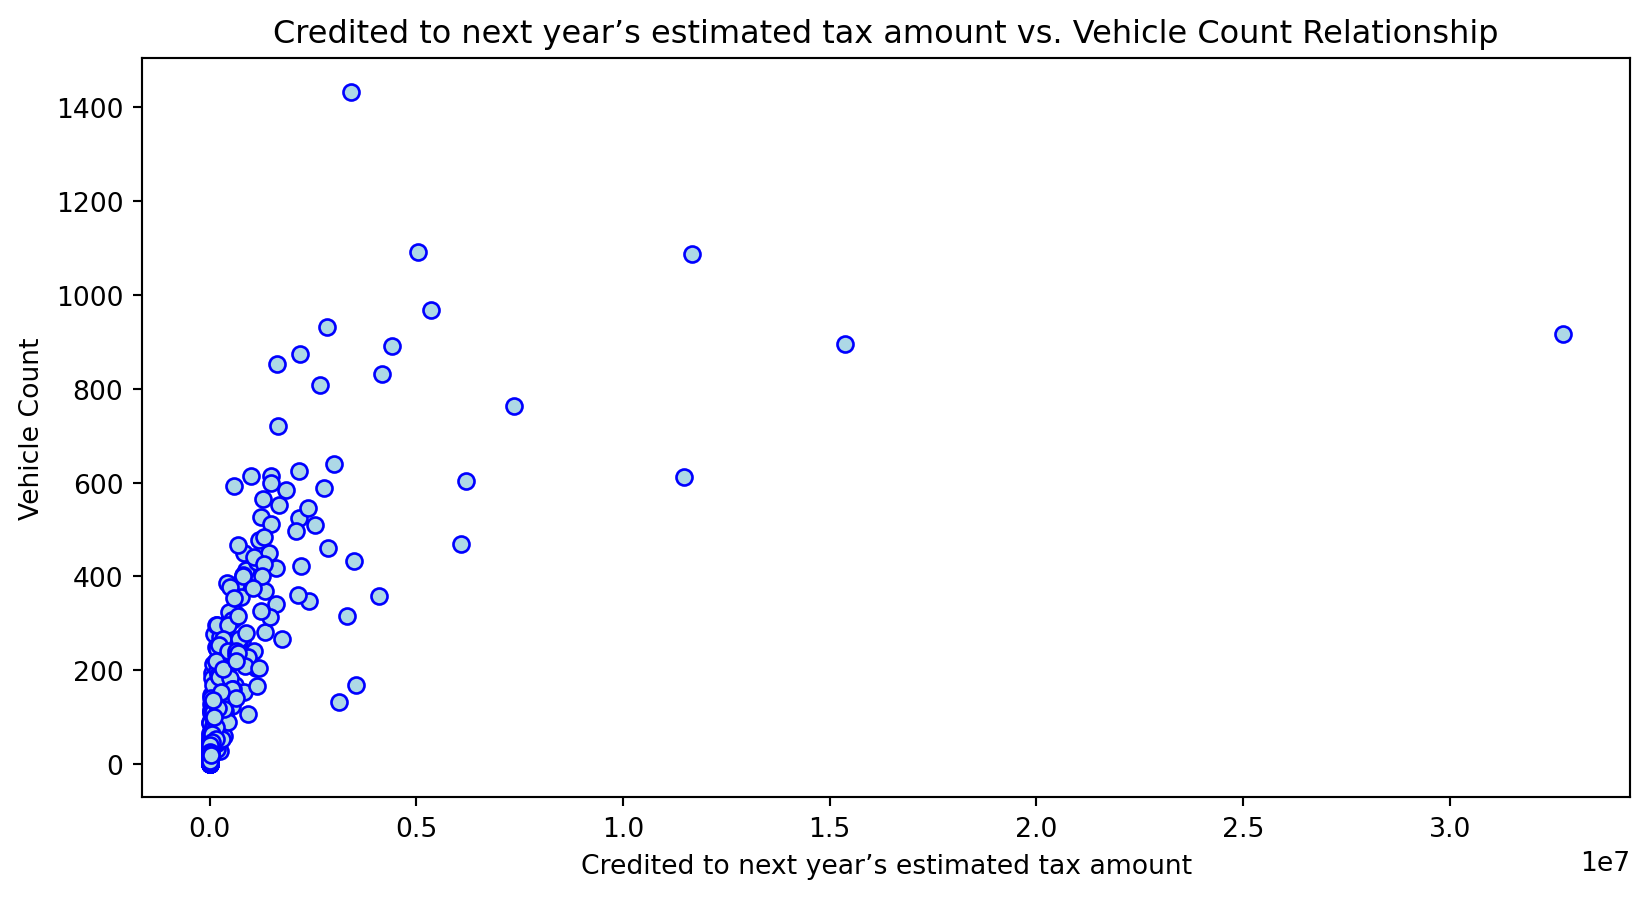 Credited to next year’s estimated tax amount vs. Vehicle Count Relationship
1400
1200
1000
800
600
400
200
0
Vehicle Count
0.0 0.5 1.0 1.5 2.0 2.5 3.0
1e7
Credited to next year’s estimated tax amount